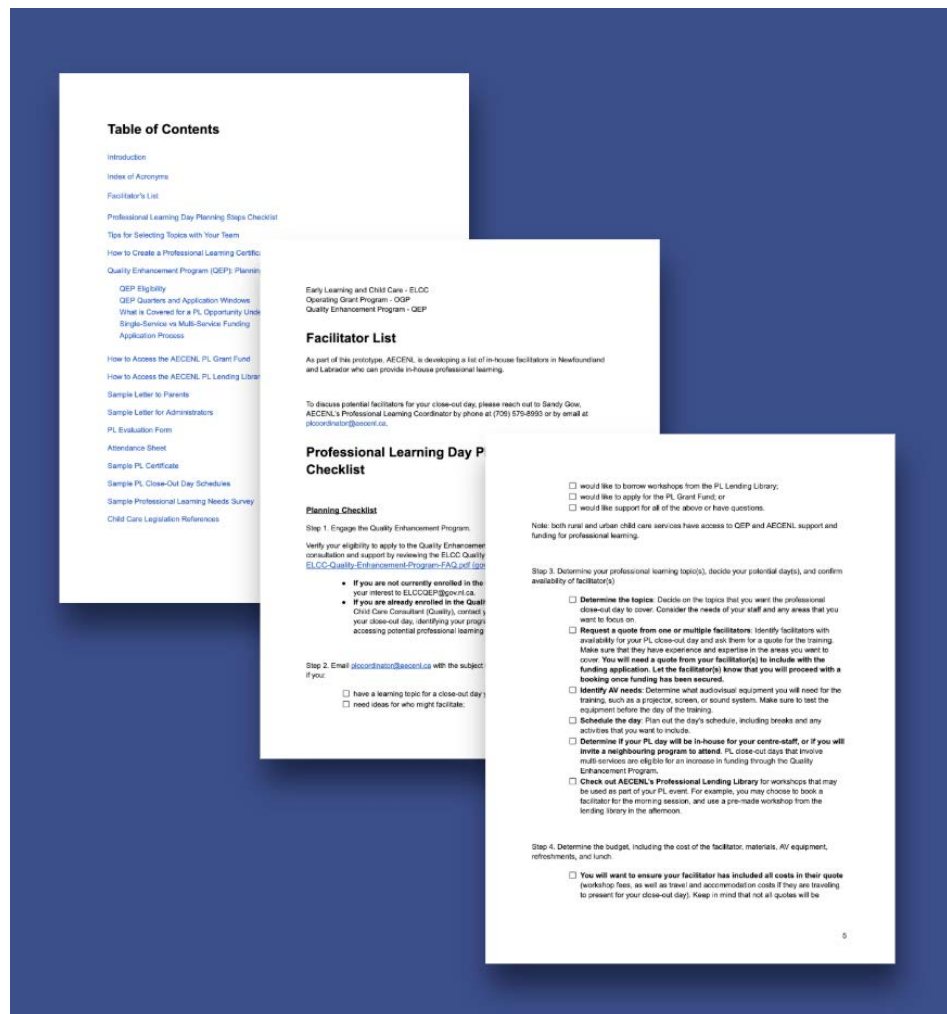 Table of Contents
Introduction
Index of Acronyms
Facilitator's List
Professional Learning Day Planning Steps Checklist
Tips for Selecting Topics with Your Team
How to Create a Professional Learning Certific
Quality Enhancement Program (QEP): Plannin
QEP Eligibility
QEP Quarters and Application Windows
What is Covered for a PL Opportunity Unde
Single-Service vs Multi-Service Funding
Application Process
How to Access the AECENL PL Grant Fund
How to Access the AECENL PL Lending Librar
Sample Letter to Parents
Sample Letter for Administrators
PL Evaluation Form
Attendance Sheet
Sample PL Certificate
Sample PL Close-Out Day Schedules
Sample Professional Learning Needs Survey
Child Care Legislation References
Early Learning and Child Care - ELCC
Operating Grant Program - OGP
Quality Enhancement Program - QEP
Facilitator List
As part of this prototype, AECENL is developing a list of in-house facilitators in Newfoundland
and Labrador who can provide in-house professional learning.
To discuss potential facilitators for your close-out day, please reach out to Sandy Gow,
AECENL's Professional Learning Coordinator by phone at (709) 579-8993 or by email at
plcoordinator@aecenl.ca.
Professional Learning Day P
Checklist
Planning Checklist
Step 1. Engage the Quality Enhancement Program.
Verify your eligibility to apply to the Quality Enhancemen
consultation and support by reviewing the ELCC Quality
ELCC-Quality-Enhancement-Program-FAQ.pdf (gov
• If you are not currently enrolled in the
your interest to ELCCQEP@gov.nl.ca.
• If you are already enrolled in the Qualit
Child Care Consultant (Quality), contact y
your close-out day, identifying your progra
accessing potential professional learning
Step 2. Email plcoordinator@aecenl.ca with the subject
if you:
☐ have a learning topic for a close-out day y
☐ need ideas for who might facilitate;
☐ would like to borrow workshops from the PL Lending Library;
☐ would like to apply for the PL Grant Fund; or
☐ would like support for all of the above or have questions.
Note: both rural and urban child care services have access to QEP and AECENL support and
funding for professional learning.
Step 3. Determine your professional learning topic(s), decide your potential day(s), and confirm
availability of facilitator(s)
☐ Determine the topics: Decide on the topics that you want the professional
close-out day to cover. Consider the needs of your staff and any areas that you
want to focus on.
☐ Request a quote from one or multiple facilitators: Identify facilitators with
availability for your PL close-out day and ask them for a quote for the training.
Make sure that they have experience and expertise in the areas you want to
cover. You will need a quote from your facilitator(s) to include with the
funding application. Let the facilitator(s) know that you will proceed with a
booking once funding has been secured.
☐ Identify AV needs: Determine what audiovisual equipment you will need for the
training, such as a projector, screen, or sound system. Make sure to test the
equipment before the day of the training.
☐ Schedule the day: Plan out the day's schedule, including breaks and any
activities that you want to include.
☐ Determine if your PL day will be in-house for your centre-staff, or if you will
invite a neighbouring program to attend. PL close-out days that involve
multi-services are eligible for an increase in funding through the Quality
Enhancement Program.
☐ Check out AECENL's Professional Lending Library for workshops that may
be used as part of your PL event. For example, you may choose to book a
facilitator for the morning session, and use a pre-made workshop from the
lending library in the afternoon.
Step 4. Determine the budget, including the cost of the facilitator, materials, AV equipment,
refreshments, and lunch.
☐ You will want to ensure your facilitator has included all costs in their quote
(workshop fees, as well as travel and accommodation costs if they are traveling
to present for your close-out day). Keep in mind that not all quotes will be
5